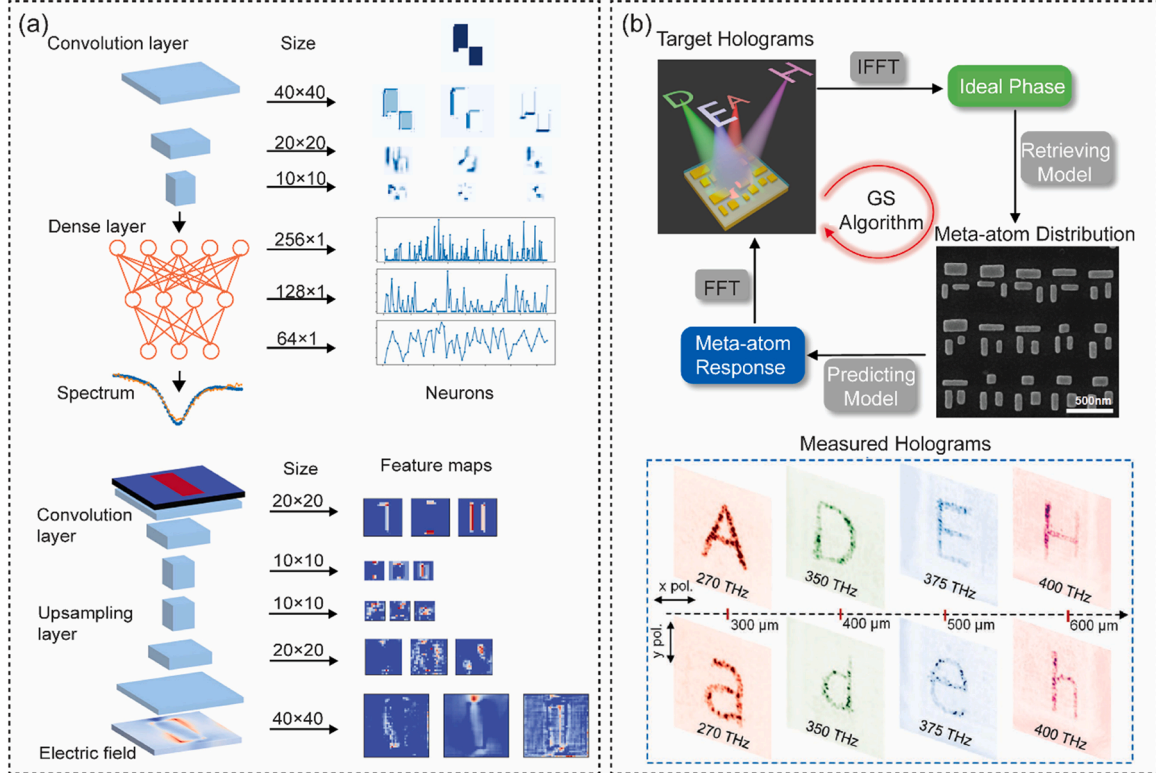 (a)
Convolution layer
Size
40×40
20×20
10×10
Dense layer
256×1
128×1
64×1
Spectrum
Neurons
Size
Feature maps
20×20
Convolution
layer
10×10
10×10
Upsampling
layer
20×20
40×40
Electric field
(b)
Target Holograms
IFFT
Ideal Phase
D E A H
Retrieving
Model
GS
Algorithm
Meta-atom Distribution
FFT
Meta-atom
Response
Predicting
Model
500nm
Measured Holograms
A D E H
270 THz 350 THz 375 THz 400 THz
x pol.
300 μm 400 μm 500 μm 600 μm
y pol.
a d e h
270 THz 350 THz 375 THz 400 THz